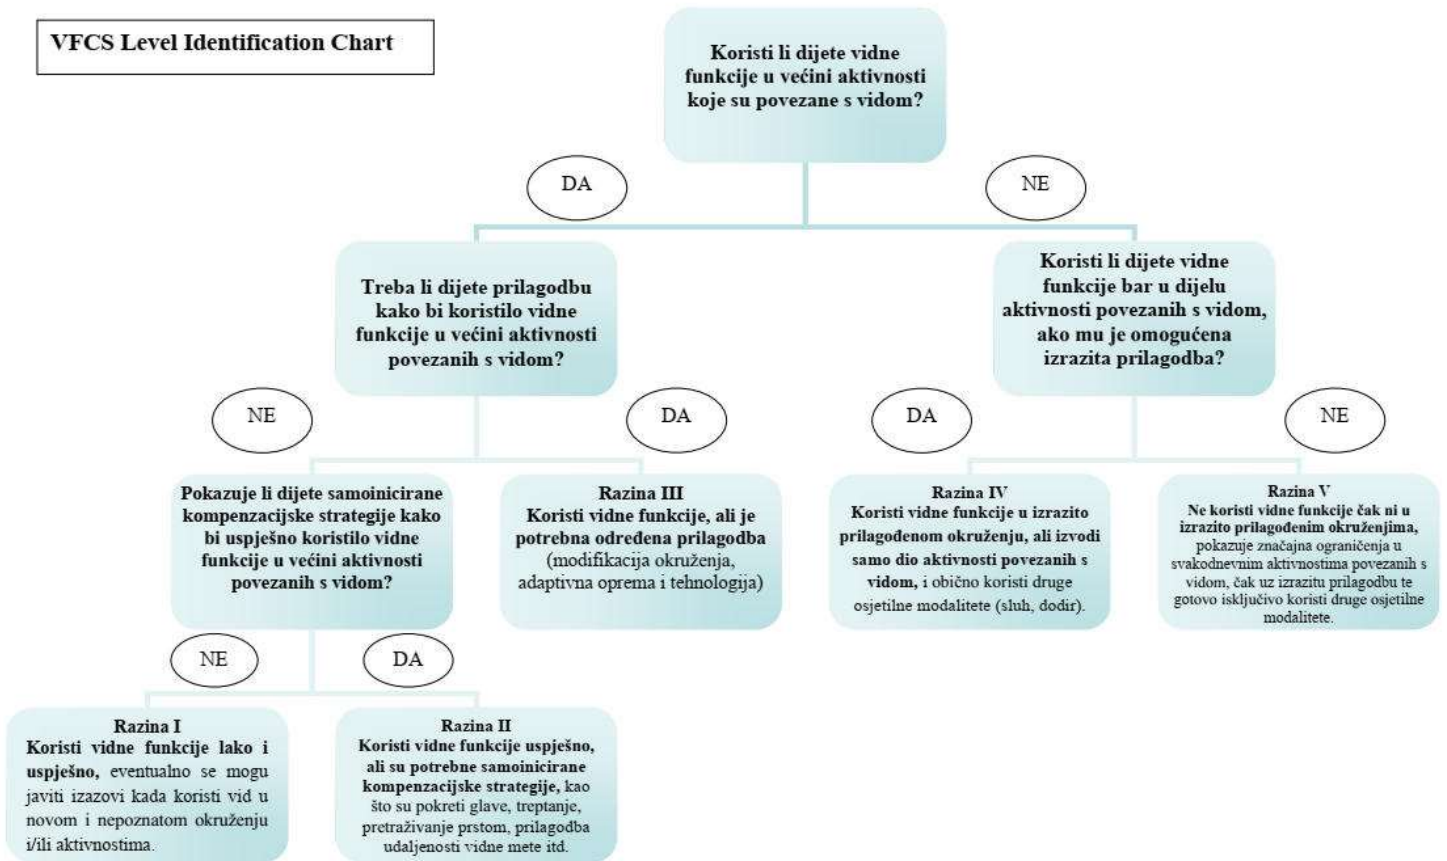 VFCS Level Identification Chart
Koristi li dijete vidne
funkcije u većini aktivnosti
koje su povezane s vidom?
DA
NE
Treba li dijete prilagodbu
kako bi koristilo vidne
funkcije u većini aktivnosti
povezanih s vidom?
Koristi li dijete vidne
funkcije bar u dijelu
aktivnosti povezanih s vidom,
ako mu je omogućena
izrazita prilagodba?
NE
DA
DA
NE
Pokazuje li dijete samoinicirane
kompenzacijske strategije kako
bi uspješno koristilo vidne
funkcije u većini aktivnosti
povezanih s vidom?
Razina III
Koristi vidne funkcije, ali je
potrebna određena prilagodba
(modifikacija okruženja,
adaptivna oprema i tehnologija)
Razina IV
Koristi vidne funkcije u izrazito
prilagođenom okruženju, ali izvodi
samo dio aktivnosti povezanih s
vidom, i obično koristi druge
osjetilne modalitete (sluh, dodir).
Razina V
Ne koristi vidne funkcije čak ni u
izrazito prilagođenim okruženjima,
pokazuje značajna ograničenja u
svakodnevnim aktivnostima povezanih s
vidom, čak uz izrazitu prilagodbu te
gotovo isključivo koristi druge osjetilne
modalitete.
NE
DA
Razina I
Koristi vidne funkcije lako i
uspješno, eventualno se mogu
javiti izazovi kada koristi vid u
novom i nepoznatom okruženju
i/ili aktivnostima.
Razina II
Koristi vidne funkcije uspješno,
ali su potrebne samoinicirane
kompenzacijske strategije, kao
što su pokreti glave, treptanje,
pretraživanje prstom, prilagodba
udaljenosti vidne mete itd.